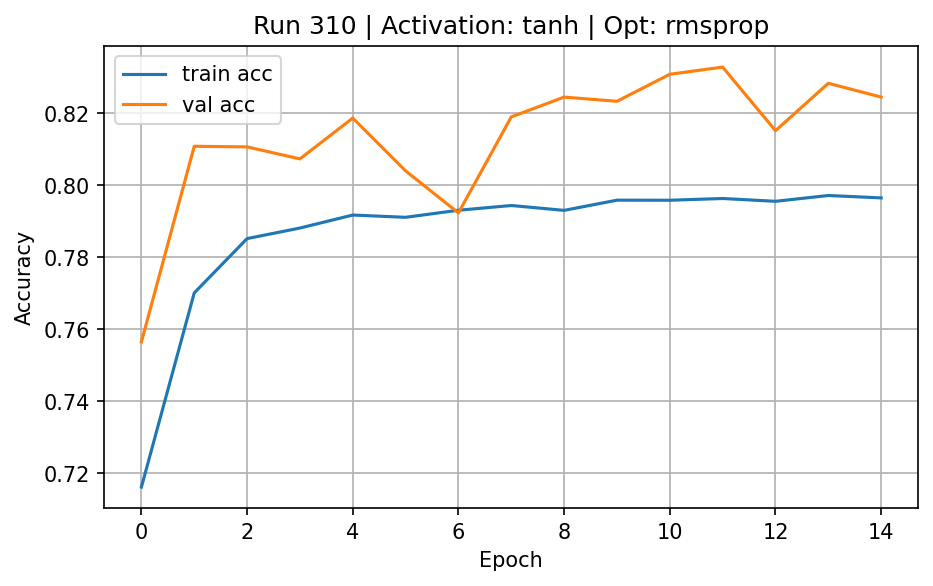 Run 310 | Activation: tanh | Opt: rmsprop
train acc
val acc
0.82
0.80
0.78
0.76
0.74
0.72
Accuracy
0 2 4 6 8 10 12 14
Epoch